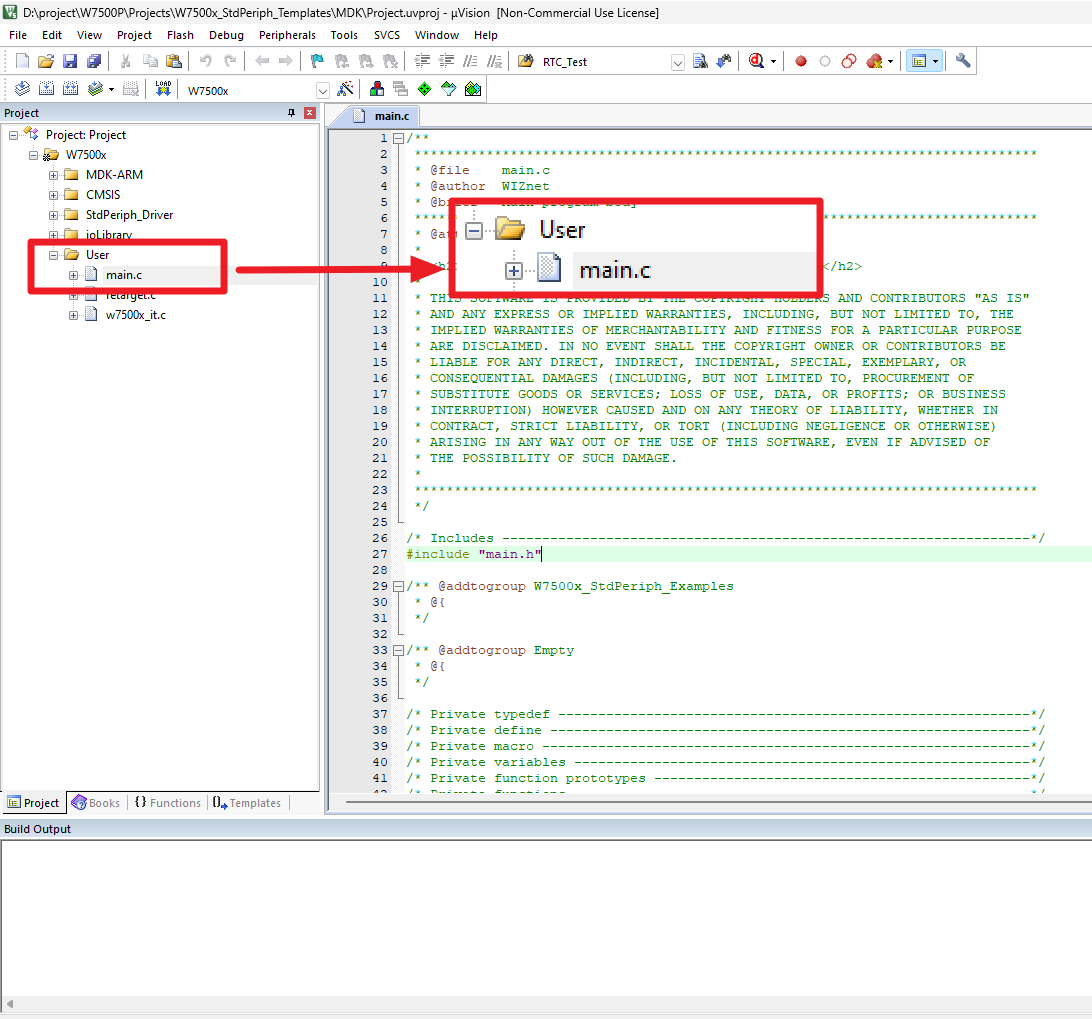 D:\project\W7500P\Projects\W7500x_StdPeriph_Templates\MDK\Project.uvproj - µVision [Non-Commercial Use License]
File Edit View Project Flash Debug Peripherals Tools SVCS Window Help
RTC_Test
LOAD
W7500x
Project
Project: Project
W7500x
MDK-ARM
CMSIS
StdPeriph_Driver
ioLibrary
User
main.c
retarget.c
w7500x_it.c
Project Books {} Functions Templates
main.c
1 /**
2 ******************************************************************************
3 * @file main.c
4 * @author WIZnet
5
6
7
8 *
9 </h2>
10 *
User
main.c
11 * THIS SOFTWARE IS PROVIDED BY THE COPYRIGHT HOLDERS AND CONTRIBUTORS "AS IS"
12 * AND ANY EXPRESS OR IMPLIED WARRANTIES, INCLUDING, BUT NOT LIMITED TO, THE
13 * IMPLIED WARRANTIES OF MERCHANTABILITY AND FITNESS FOR A PARTICULAR PURPOSE
14 * ARE DISCLAIMED. IN NO EVENT SHALL THE COPYRIGHT OWNER OR CONTRIBUTORS BE
15 * LIABLE FOR ANY DIRECT, INDIRECT, INCIDENTAL, SPECIAL, EXEMPLARY, OR
16 * CONSEQUENTIAL DAMAGES (INCLUDING, BUT NOT LIMITED TO, PROCUREMENT OF
17 * SUBSTITUTE GOODS OR SERVICES; LOSS OF USE, DATA, OR PROFITS; OR BUSINESS
18 * INTERRUPTION) HOWEVER CAUSED AND ON ANY THEORY OF LIABILITY, WHETHER IN
19 * CONTRACT, STRICT LIABILITY, OR TORT (INCLUDING NEGLIGENCE OR OTHERWISE)
20 * ARISING IN ANY WAY OUT OF THE USE OF THIS SOFTWARE, EVEN IF ADVISED OF
21 * THE POSSIBILITY OF SUCH DAMAGE.
22 *
23 ******************************************************************************
24 */
25
26 /* Includes ------------------------------------------------------------------*/
27 #include "main.h"
28
29 /** @addtogroup W7500x_StdPeriph_Examples
30 * @{
31 */
32
33 /** @addtogroup Empty
34 * @{
35 */
36
37 /* Private typedef -----------------------------------------------------------*/
38 /* Private define ------------------------------------------------------------*/
39 /* Private macro -------------------------------------------------------------*/
40 /* Private variables ---------------------------------------------------------*/
41 /* Private function prototypes -----------------------------------------------*/
Build Output